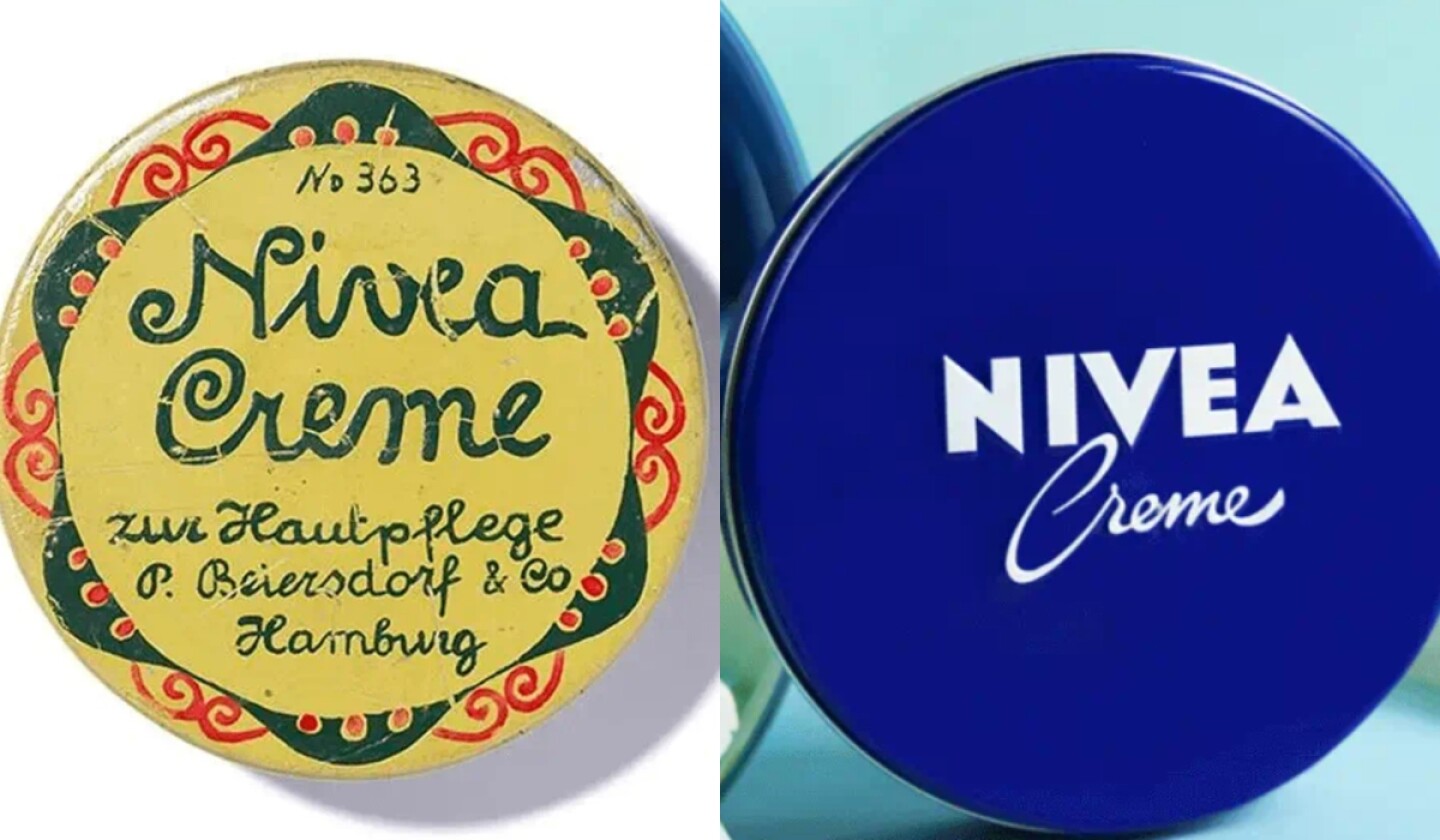 No 363
Nivea
Creme
zur Hautpflege
P. Beiersdorf & Co
Hamburg
NIVEA
Creme